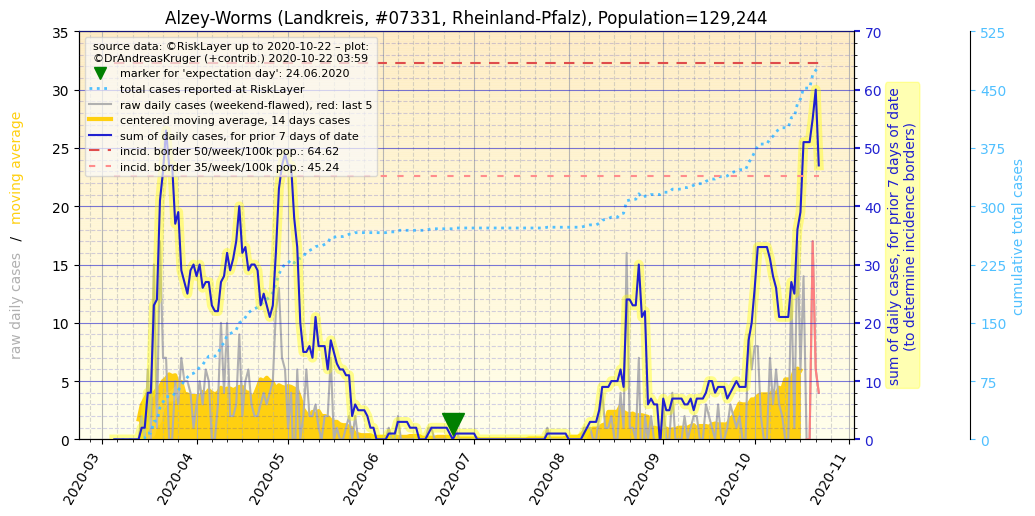 Alzey-Worms (Landkreis, #07331, Rheinland-Pfalz), Population=129,244
source data: ©RiskLayer up to 2020-10-22 – plot:
©DrAndreasKruger (+contrib.) 2020-10-22 03:59
marker for 'expectation day': 24.06.2020
total cases reported at RiskLayer
raw daily cases (weekend-flawed), red: last 5
centered moving average, 14 days cases
sum of daily cases, for prior 7 days of date
incid. border 50/week/100k pop.: 64.62
incid. border 35/week/100k pop.: 45.24
raw daily cases / moving average
35
30
25
20
15
10
5
0
70
60
50
40
30
20
10
0
sum of daily cases, for prior 7 days of date
(to determine incidence borders)
525
450
375
300
225
150
75
0
cumulative total cases
2020-03
2020-04
2020-05
2020-06
2020-07
2020-08
2020-09
2020-10
2020-11